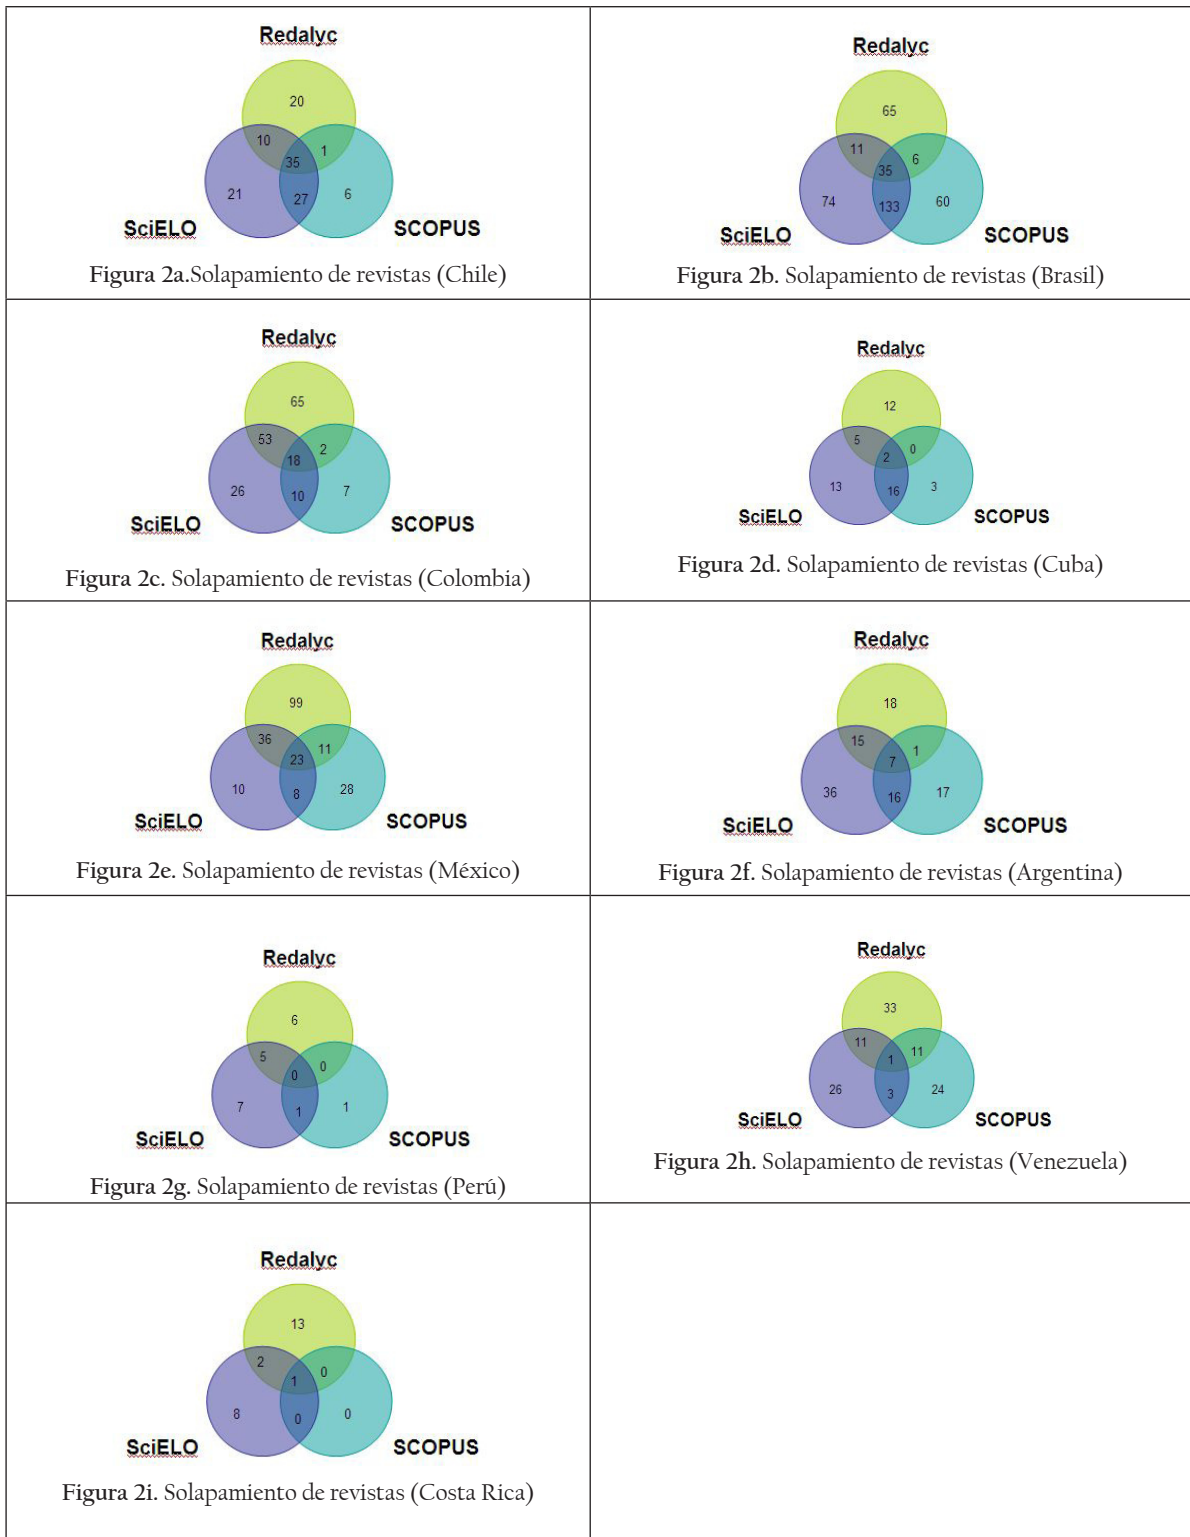 Redalyc
20
10
35
1
21
27
6
SciELO
SCOPUS
Figura 2a.Solapamiento de revistas (Chile)
Redalyc
65
11
35
6
74
133
60
SciELO
SCOPUS
Figura 2b. Solapamiento de revistas (Brasil)
Redalyc
65
53
18
2
26
10
7
SciELO
SCOPUS
Figura 2c. Solapamiento de revistas (Colombia)
Redalyc
12
5
2
0
13
16
3
SciELO
SCOPUS
Figura 2d. Solapamiento de revistas (Cuba)
Redalyc
99
36
23
11
10
8
28
SciELO
SCOPUS
Figura 2e. Solapamiento de revistas (México)
Redalyc
18
15
7
1
36
16
17
SciELO
SCOPUS
Figura 2f. Solapamiento de revistas (Argentina)
Redalyc
6
5
0
0
7
1
1
SciELO
SCOPUS
Figura 2g. Solapamiento de revistas (Perú)
Redalyc
33
11
1
11
26
3
24
SciELO
SCOPUS
Figura 2h. Solapamiento de revistas (Venezuela)
Redalyc
13
2
1
0
8
0
0
SciELO
SCOPUS
Figura 2i. Solapamiento de revistas (Costa Rica)